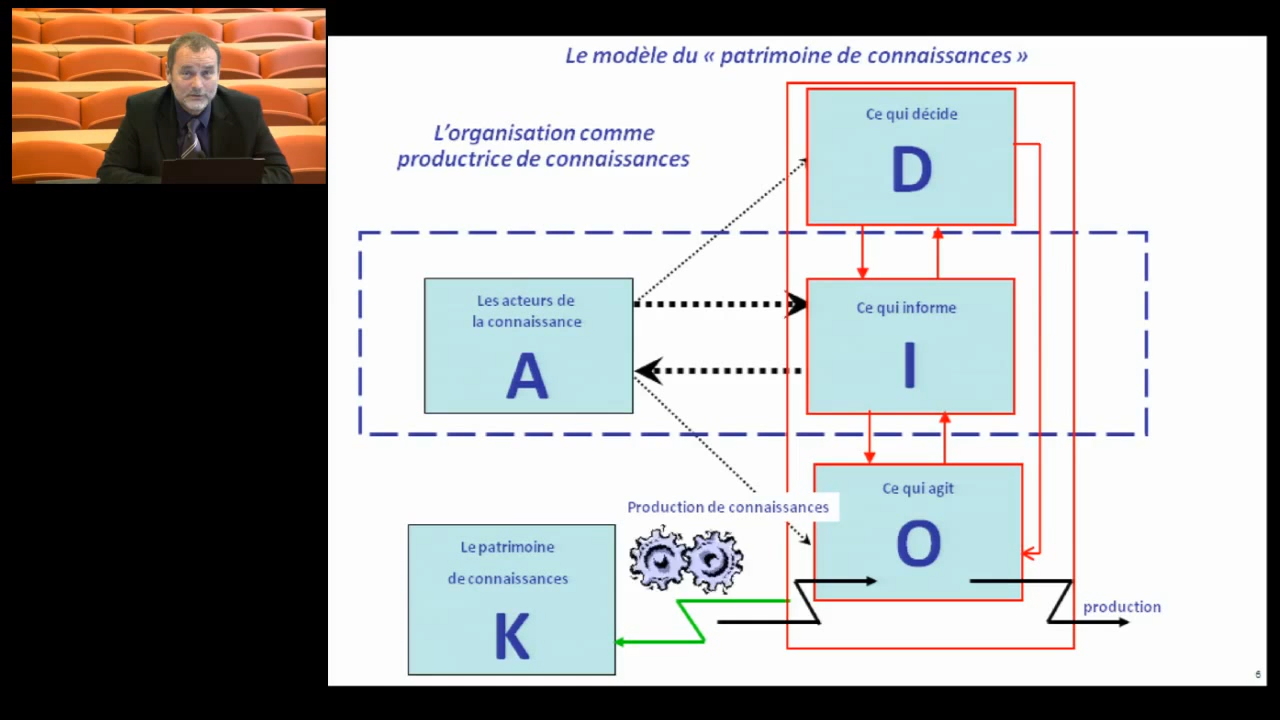 Le modèle du « patrimoine de connaissances »
L'organisation comme
productrice de connaissances
Ce qui décide
D
Les acteurs de
la connaissance
A
Ce qui informe
I
Ce qui agit
O
Production de connaissances
Le patrimoine
de connaissances
K
production
6